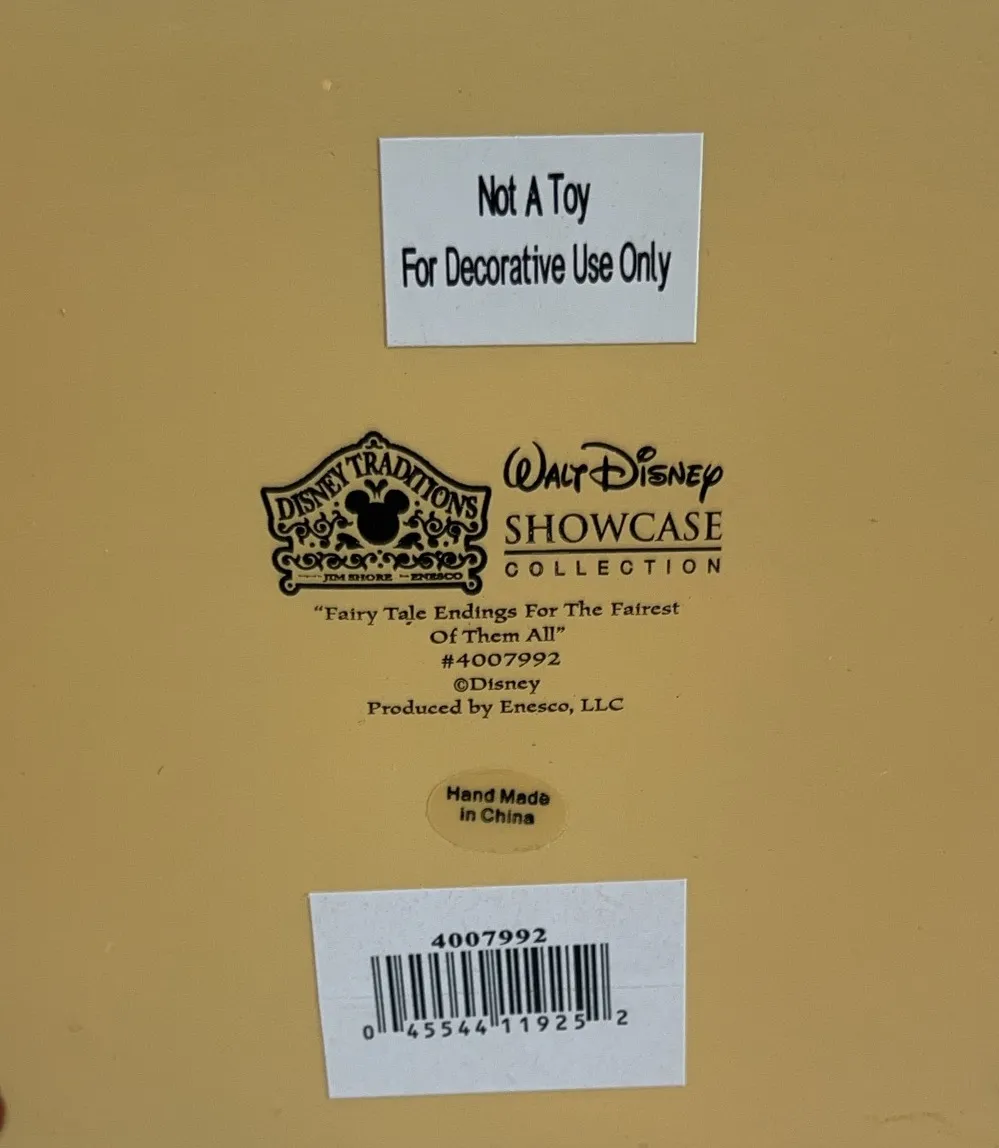 Not A Toy
For Decorative Use Only
DISNEY TRADITIONS
JIM SHORE ENESCO
WALT DISNEY
SHOWCASE
COLLECTION
“Fairy Tale Endings For The Fairest
Of Them All”
#4007992
©Disney
Produced by Enesco, LLC
Hand Made
in China
4007992
0 45544 11925 2